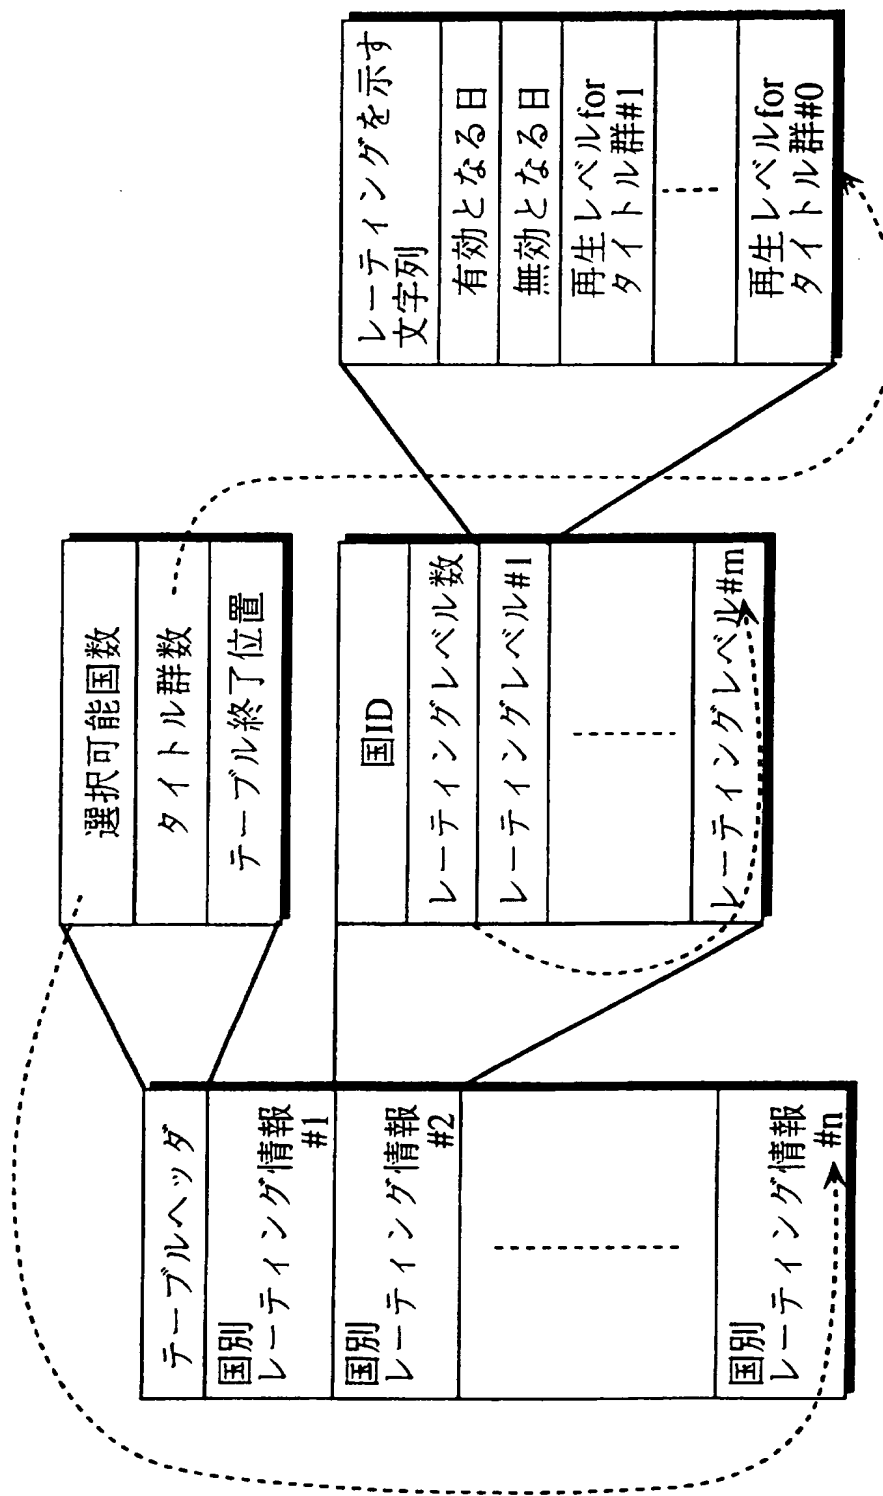 テーブルヘッダ
国別
レーティング情報
#1
国別
レーティング情報
#2
国別
レーティング情報
#n
選択可能国数
タイトル群数
テーブル終了位置
国ID
レーティングレベル数
レーティングレベル#1
レーティングレベル#m
レーティングを示す
文字列
有効となる日
無効となる日
再生レベルfor
タイトル群#1
再生レベルfor
タイトル群#0